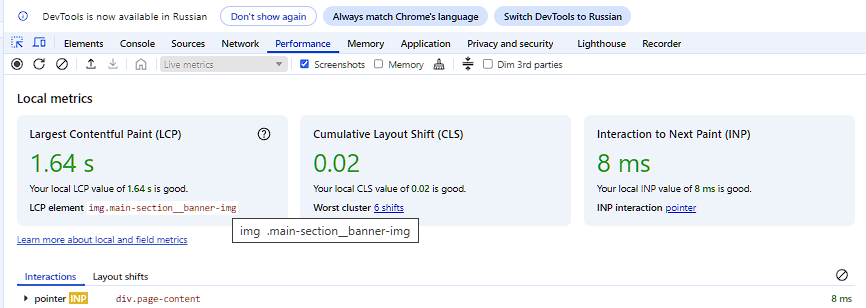 DevTools is now available in Russian Don't show again Always match Chrome's language Switch DevTools to Russian
Elements Console Sources Network Performance Memory Application Privacy and security Lighthouse Recorder
Live metrics Screenshots Memory Dim 3rd parties
Local metrics
Largest Contentful Paint (LCP) Cumulative Layout Shift (CLS) Interaction to Next Paint (INP)
1.64 s 0.02 8 ms
Your local LCP value of 1.64 s is good. Your local CLS value of 0.02 is good. Your local INP value of 8 ms is good.
LCP element img.main-section__banner-img Worst cluster 6 shifts INP interaction pointer
img .main-section__banner-img
Learn more about local and field metrics
Interactions Layout shifts
pointer INP div.page-content 8 ms